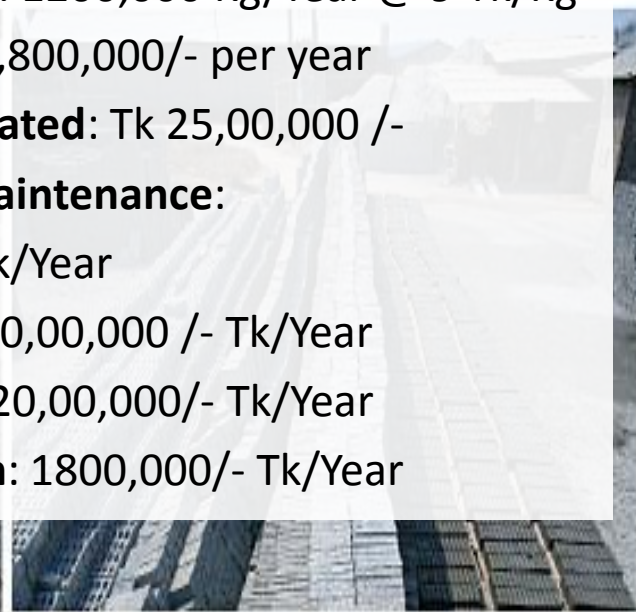 ,800,000/- per year
ated: Tk 25,00,000 /-
aintenance:
k/Year
0,00,000 /- Tk/Year
20,00,000/- Tk/Year
: 1800,000/- Tk/Year